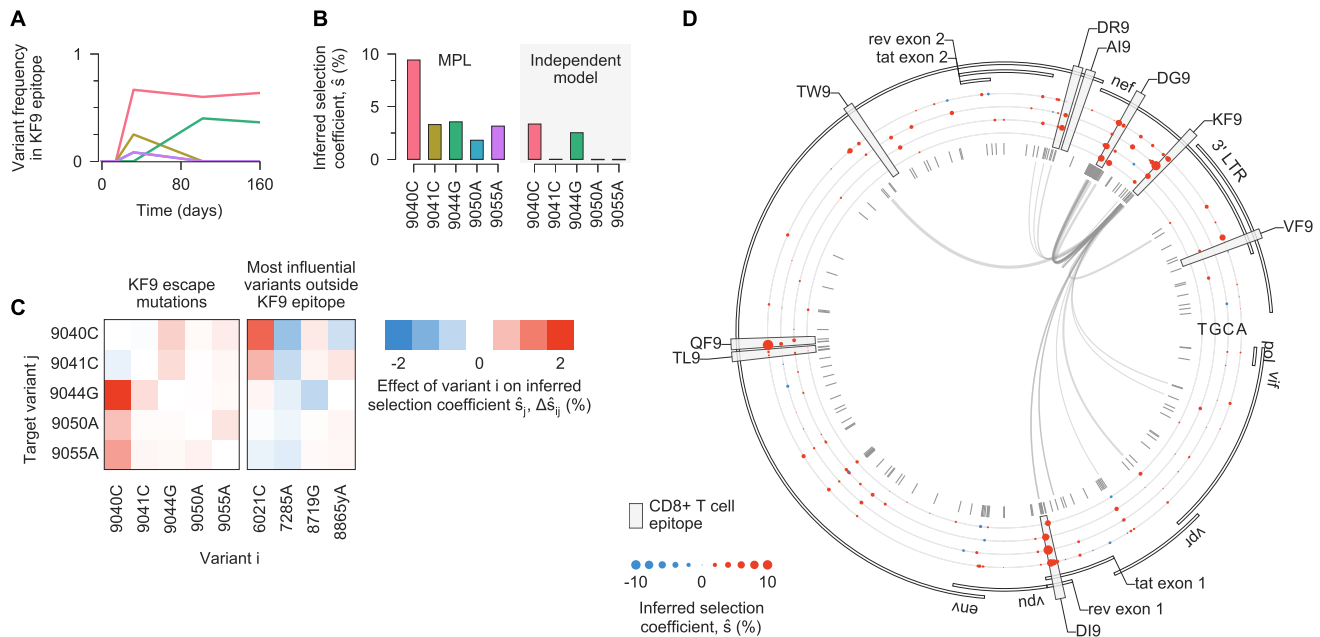 A
Variant frequency
in KF9 epitope
1
0
0
80
160
Time (days)
B
Inferred selection
coefficient, ŝ (%)
10
5
0
MPL
Independent
model
9040C
9041C
9044G
9050A
9055A
9040C
9041C
9044G
9050A
9055A
C
KF9 escape
mutations
Most influential
variants outside
KF9 epitope
Target variant j
9040C
9041C
9044G
9050A
9055A
9040C
9041C
9044G
9050A
9055A
6021C
7285A
8719G
8865yA
Variant i
-2
0
2
Effect of variant i on inferred
selection coefficient ŝj, Δŝij (%)
D
rev exon 2
tat exon 2
DR9
AI9
nef
DG9
KF9
3' LTR
TW9
VF9
TGCA
QF9
TL9
pol
vif
vpr
tat exon 1
rev exon 1
DI9
vpu
env
CD8+ T cell
epitope
-10
0
10
Inferred selection
coefficient, ŝ (%)